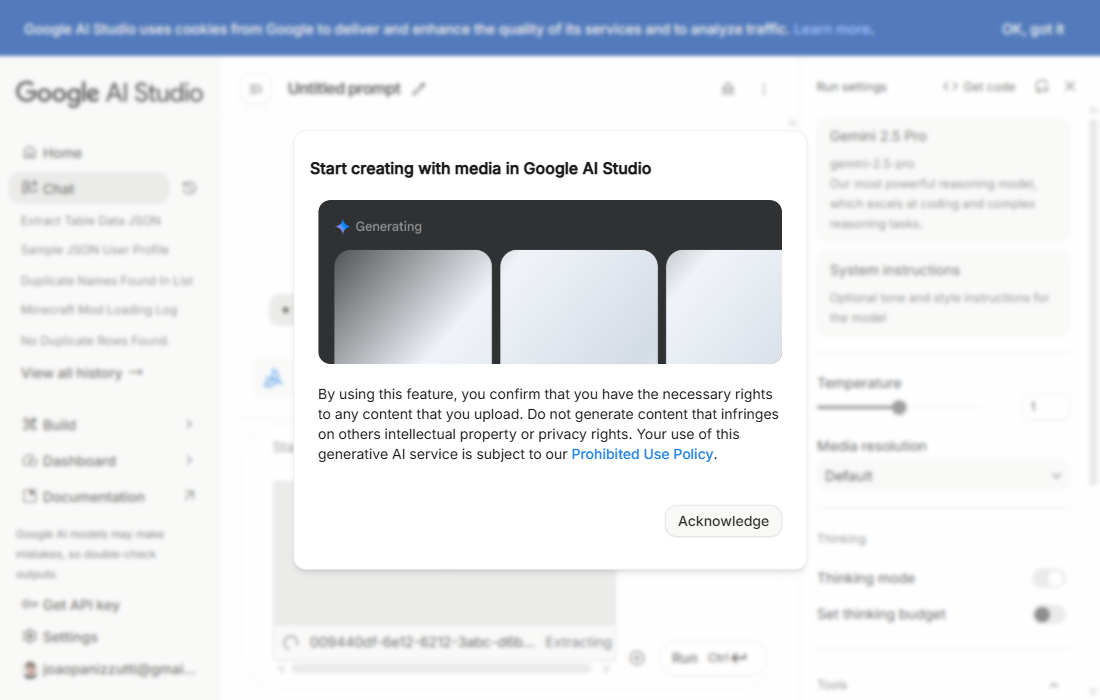 Google AI Studio uses cookies from Google to deliver and enhance the quality of its services and to analyze traffic. Learn more.
OK, got it
Google AI Studio
Untitled prompt
Run settings
Get code
Home
Chat
Extract Table Data JSON
Sample JSON User Profile
Duplicate Names Found In List
Minecraft Mod Loading Log
No Duplicate Rows Found.
View all history
Build
Dashboard
Documentation
Google AI models may make
mistakes, so double-check
outputs.
Get API key
Settings
joaopanizzutti@gmai...
Start creating with media in Google AI Studio
Generating
By using this feature, you confirm that you have the necessary rights
to any content that you upload. Do not generate content that infringes
on others intellectual property or privacy rights. Your use of this
generative AI service is subject to our Prohibited Use Policy.
Acknowledge
009440df-6e12-6212-3abc-d6b...
Extracting
Run Ctrl
Gemini 2.5 Pro
gemini-2.5-pro
Our most powerful reasoning model,
which excels at coding and complex
reasoning tasks.
System instructions
Optional tone and style instructions for
the model
Temperature
1
Media resolution
Default
Thinking
Thinking mode
Set thinking budget
Tools